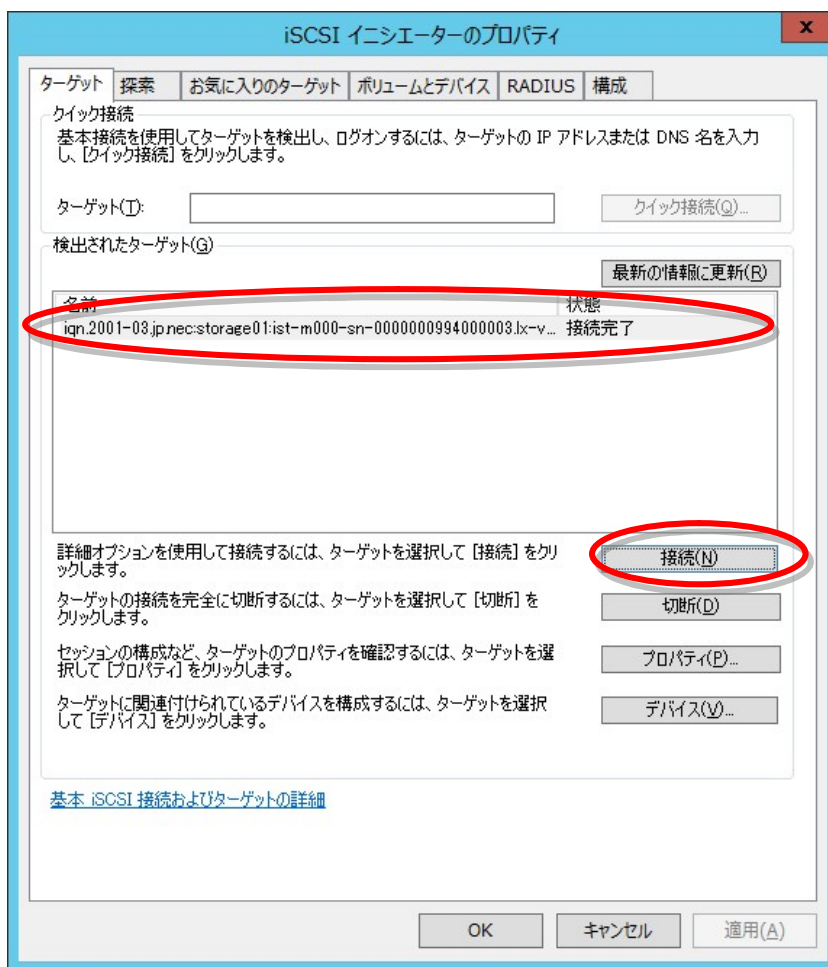 iSCSI イニシエーターのプロパティ
x
ターゲット 探索 お気に入りのターゲット ボリュームとデバイス RADIUS 構成
クイック接続
基本接続を使用してターゲットを検出し、ログオンするには、ターゲットの IP アドレスまたは DNS 名を入力
し、[クイック接続] をクリックします。
ターゲット(T): クイック接続(Q)...
検出されたターゲット(G)
最新の情報に更新(R)
名前 状態
iqn.2001-03.jp.nec:storage01:ist-m000-sn-0000000994000003.lx-v... 接続完了
詳細オプションを使用して接続するには、ターゲットを選択して [接続] をクリ
ックします。
接続(N)
ターゲットの接続を完全に切断するには、ターゲットを選択して [切断] を
クリックします。
切断(D)
セッションの構成など、ターゲットのプロパティを確認するには、ターゲットを選
択して [プロパティ] をクリックします。
プロパティ(P)...
ターゲットに関連付けられているデバイスを構成するには、ターゲットを選択
して [デバイス] をクリックします。
デバイス(V)...
基本 iSCSI 接続およびターゲットの詳細
OK キャンセル 適用(A)